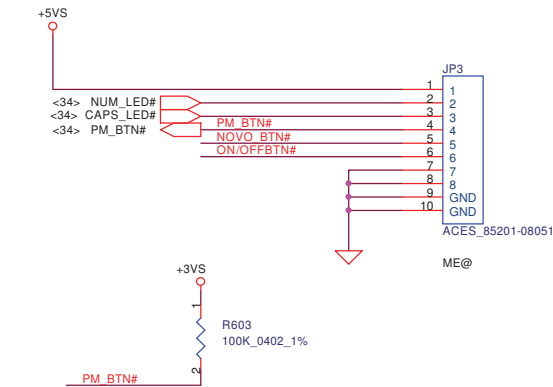 +5VS
JP3
1 1
<34> NUM_LED# 2 2
<34> CAPS_LED# 3 3
<34> PM_BTN# PM_BTN# 4 4
NOVO_BTN# 5 5
ON/OFFBTN# 6 6
7 7
8 8
9 GND
10 GND
ACES_85201-08051
ME@
+3VS
1
R603
100K_0402_1%
2
PM_BTN#